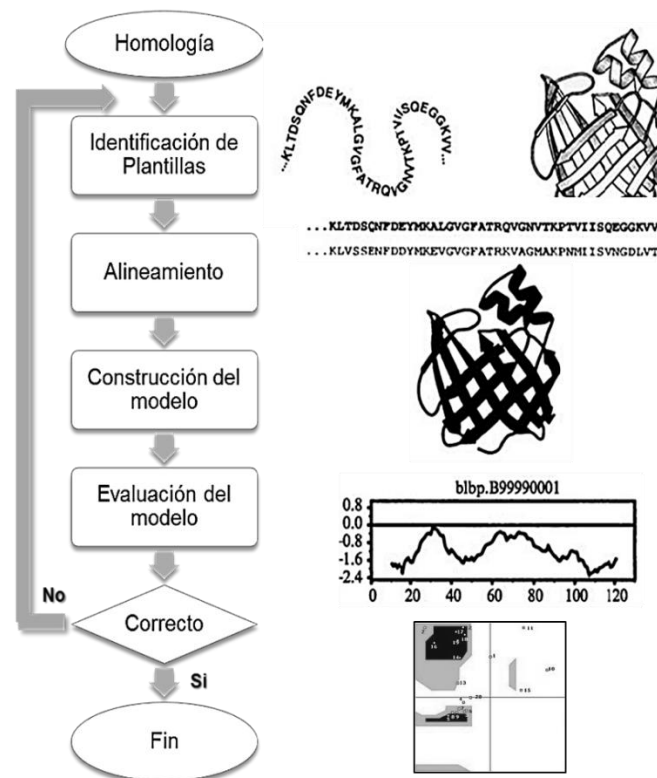 Homología
Identificación de
Plantillas
Alineamiento
Construcción del
modelo
Evaluación del
modelo
No
Correcto
Si
Fin
...KLTDSQNFDEYMKALGVGFATRQVGNVTKPTVIISQEGGKVV...
...KLTDSQNFDEYMKALGVGFATRQVGNVTKPTVIISQEGGKVV
...KLVSSENFDDYMKEVGVGFATRKVAGMAKPNMIISVNGDLVT
blbp.B99990001
0.8
0.0
-0.8
-1.6
-2.4
0 20 40 60 80 100 120